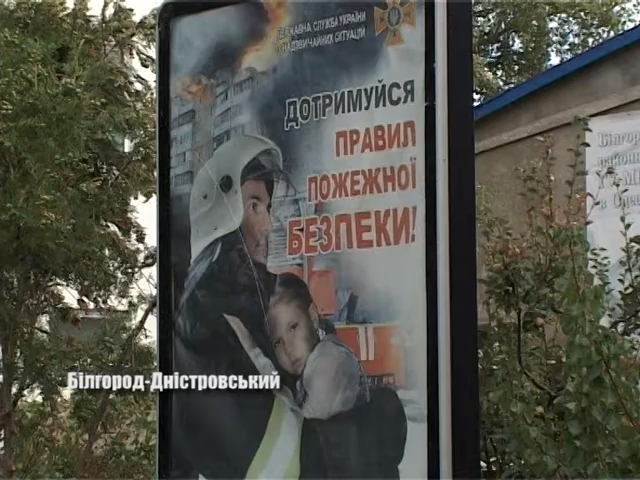 ДЕРЖАВНА СЛУЖБА УКРАЇНИ
З НАДЗВИЧАЙНИХ СИТУАЦІЙ
ДОТРИМУЙСЯ
ПРАВИЛ
ПОЖЕЖНОЇ
БЕЗПЕКИ!
Білгород-Дністровський